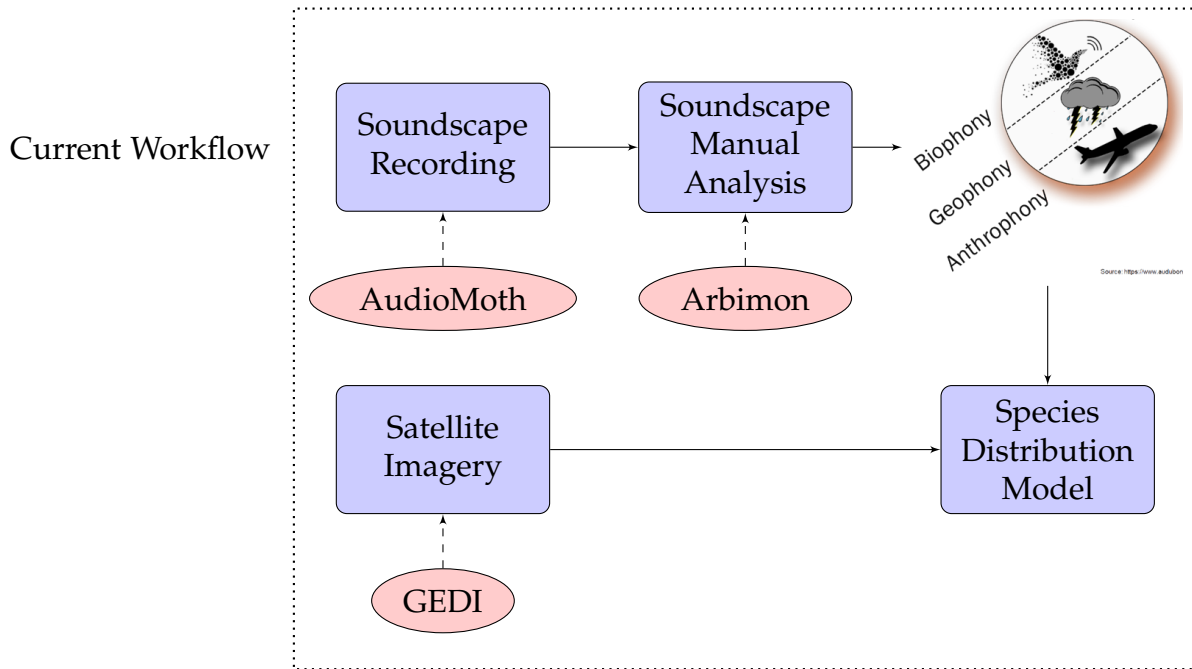 Current Workflow
Soundscape
Recording
Soundscape
Manual
Analysis
Biophony
Geophony
Anthrophony
Source: https://www.audubon
AudioMoth
Arbimon
Satellite
Imagery
Species
Distribution
Model
GEDI